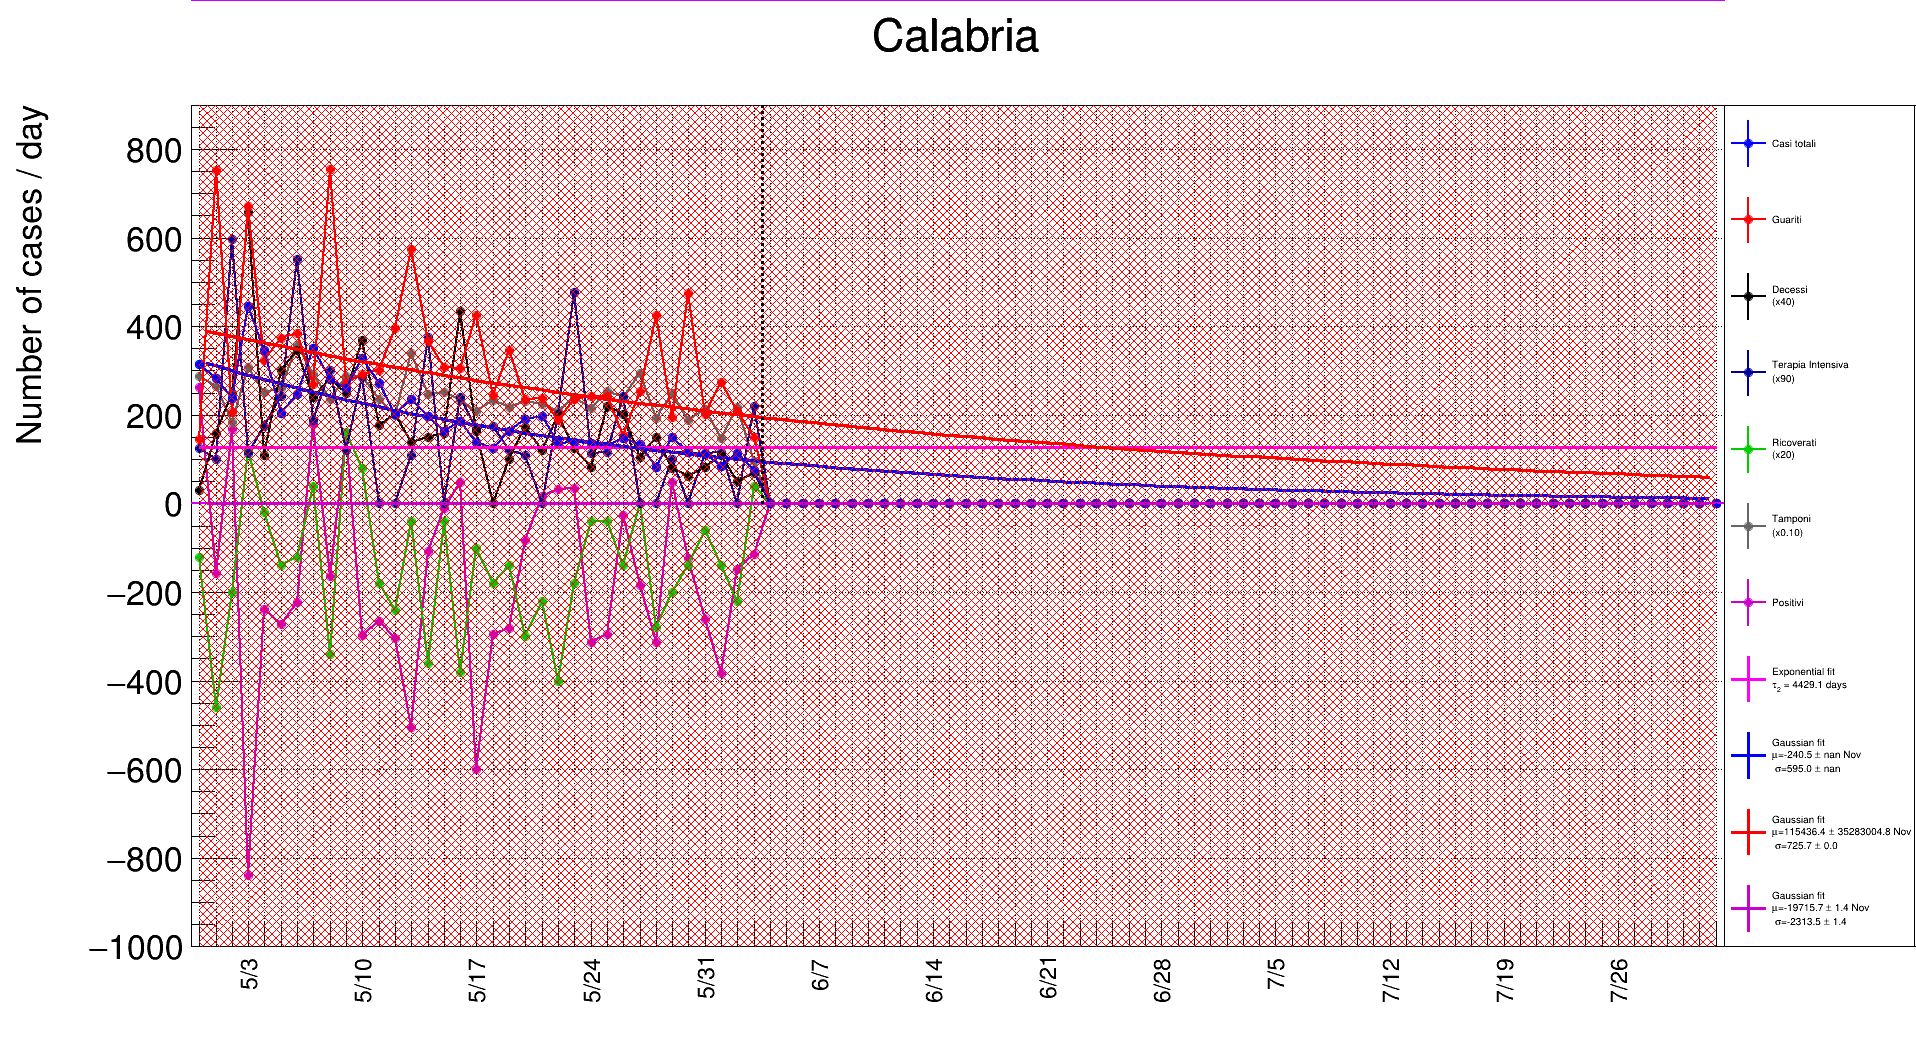 Calabria
Number of cases / day
800
600
400
200
0
−200
−400
−600
−800
−1000
5/3
5/10
5/17
5/24
5/31
6/7
6/14
6/21
6/28
7/5
7/12
7/19
7/26
Casi totali
Guariti
Decessi
(x40)
Terapia Intensiva
(x90)
Ricoverati
(x20)
Tamponi
(x0.10)
Positivi
Exponential fit
τ2 = 4429.1 days
Gaussian fit
μ=-240.5 ± nan Nov
σ=595.0 ± nan
Gaussian fit
μ=115436.4 ± 35283004.8 Nov
σ=725.7 ± 0.0
Gaussian fit
μ=-19715.7 ± 1.4 Nov
σ=-2313.5 ± 1.4